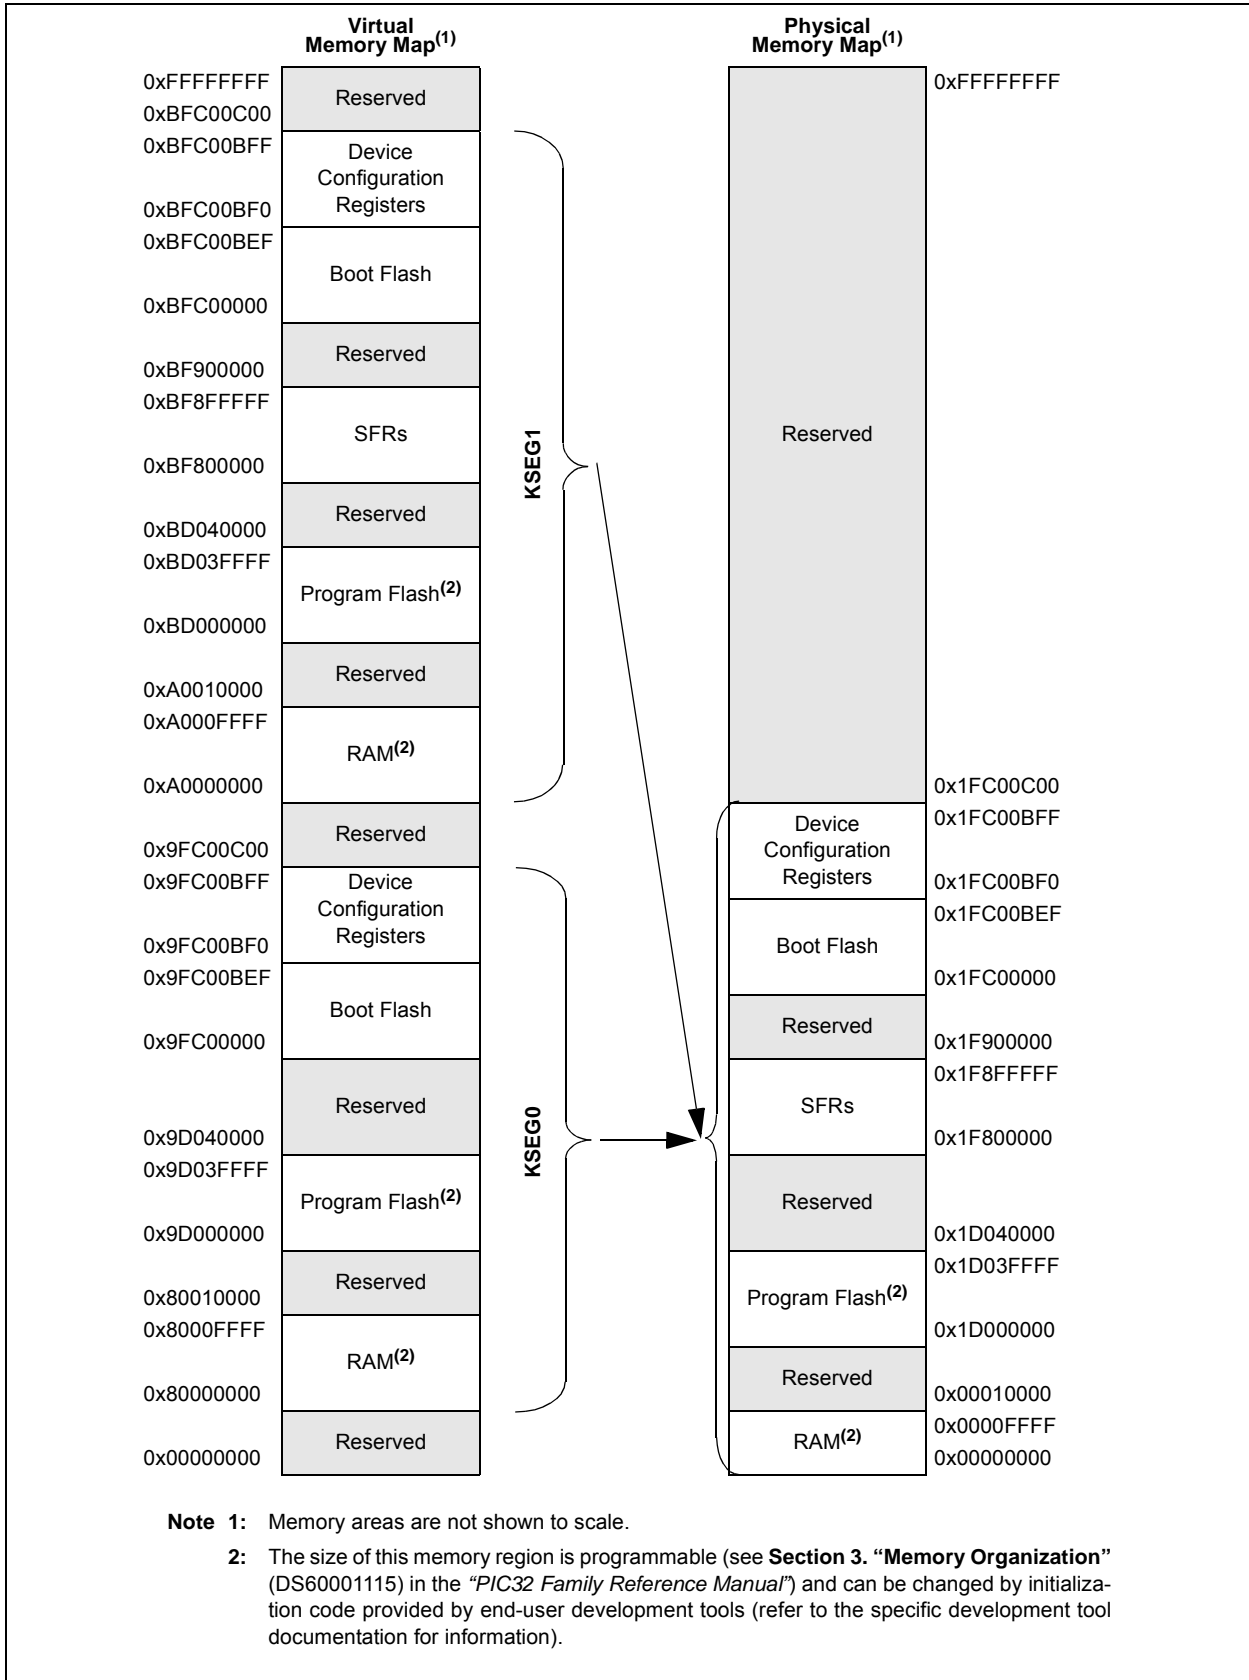 Virtual
Memory Map(1)
0xFFFFFFFF
Reserved
0xBFC00C00
0xBFC00BFF
Device
Configuration
Registers
0xBFC00BF0
0xBFC00BEF
Boot Flash
0xBFC00000
Reserved
0xBF900000
0xBF8FFFFF
SFRs
0xBF800000
Reserved
0xBD040000
0xBD03FFFF
Program Flash(2)
0xBD000000
Reserved
0xA0010000
0xA000FFFF
RAM(2)
0xA0000000
Reserved
0x9FC00C00
0x9FC00BFF
Device
Configuration
Registers
0x9FC00BF0
0x9FC00BEF
Boot Flash
0x9FC00000
Reserved
0x9D040000
0x9D03FFFF
Program Flash(2)
0x9D000000
Reserved
0x80010000
0x8000FFFF
RAM(2)
0x80000000
Reserved
0x00000000
KSEG1
KSEG0
Physical
Memory Map(1)
0xFFFFFFFF
Reserved
0x1FC00C00
0x1FC00BFF
Device
Configuration
Registers
0x1FC00BF0
0x1FC00BEF
Boot Flash
0x1FC00000
Reserved
0x1F900000
0x1F8FFFFF
SFRs
0x1F800000
Reserved
0x1D040000
0x1D03FFFF
Program Flash(2)
0x1D000000
Reserved
0x00010000
0x0000FFFF
RAM(2)
0x00000000
Note 1: Memory areas are not shown to scale.
2: The size of this memory region is programmable (see Section 3. “Memory Organization”
(DS60001115) in the “PIC32 Family Reference Manual”) and can be changed by initializa-
tion code provided by end-user development tools (refer to the specific development tool
documentation for information).